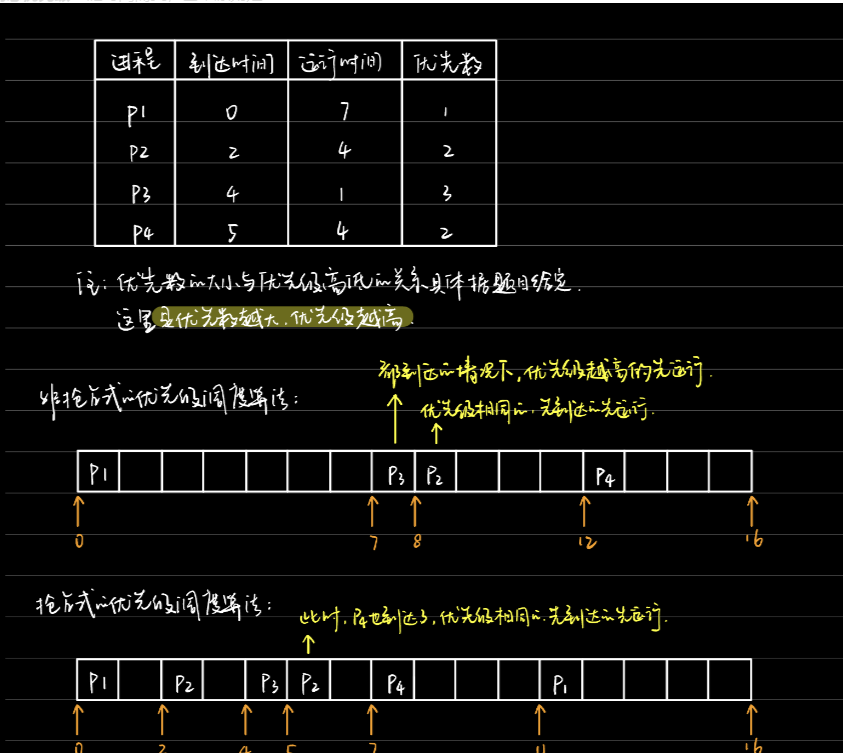 进程 到达时间 运行时间 优先数
P1 0 7 1
P2 2 4 2
P3 4 1 3
P4 5 4 2
注：优先数的大小与优先级高低的关系具体据题目给定.
这里且优先数越大.优先级越高.
都到达的情况下，优先级越高的先运行.
非抢占式的优先级调度算法：
优先级相同的.先到达的先运行.
P1 P3 P2 P4
0 7 8 12 16
抢占式的优先级调度算法：
此时，P4也到达了，优先级相同的.先到达的先运行.
P1 P2 P3 P2 P4 P1
0 2 4 5 7 11 16